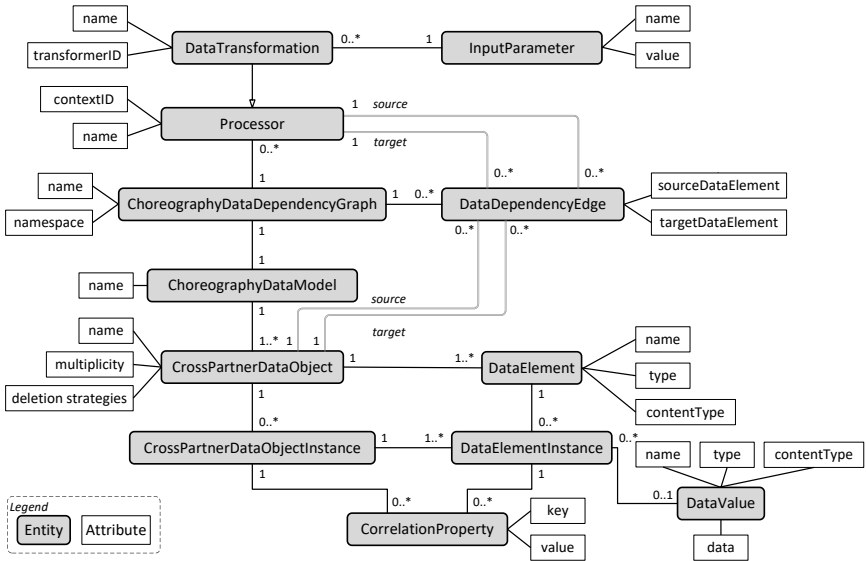 name
name
DataTransformation
0..*
1
InputParameter
transformerID
value
contextID
1
source
Processor
name
1
target
0..*
0..*
0..*
name
1
sourceDataElement
ChoreographyDataDependencyGraph
1
0..*
DataDependencyEdge
namespace
targetDataElement
1
0..*
0..*
1
name
ChoreographyDataModel
1
source
name
target
name
1..*
1
1
multiplicity
CrossPartnerDataObject
1
1..*
DataElement
type
deletion strategies
1
1
contentType
0..*
0..*
CrossPartnerDataObjectInstance
1
1..*
DataElementInstance
0..*
name
type
contentType
1
1
0..*
0..*
0..1
DataValue
Legend
key
Entity
Attribute
CorrelationProperty
value
data